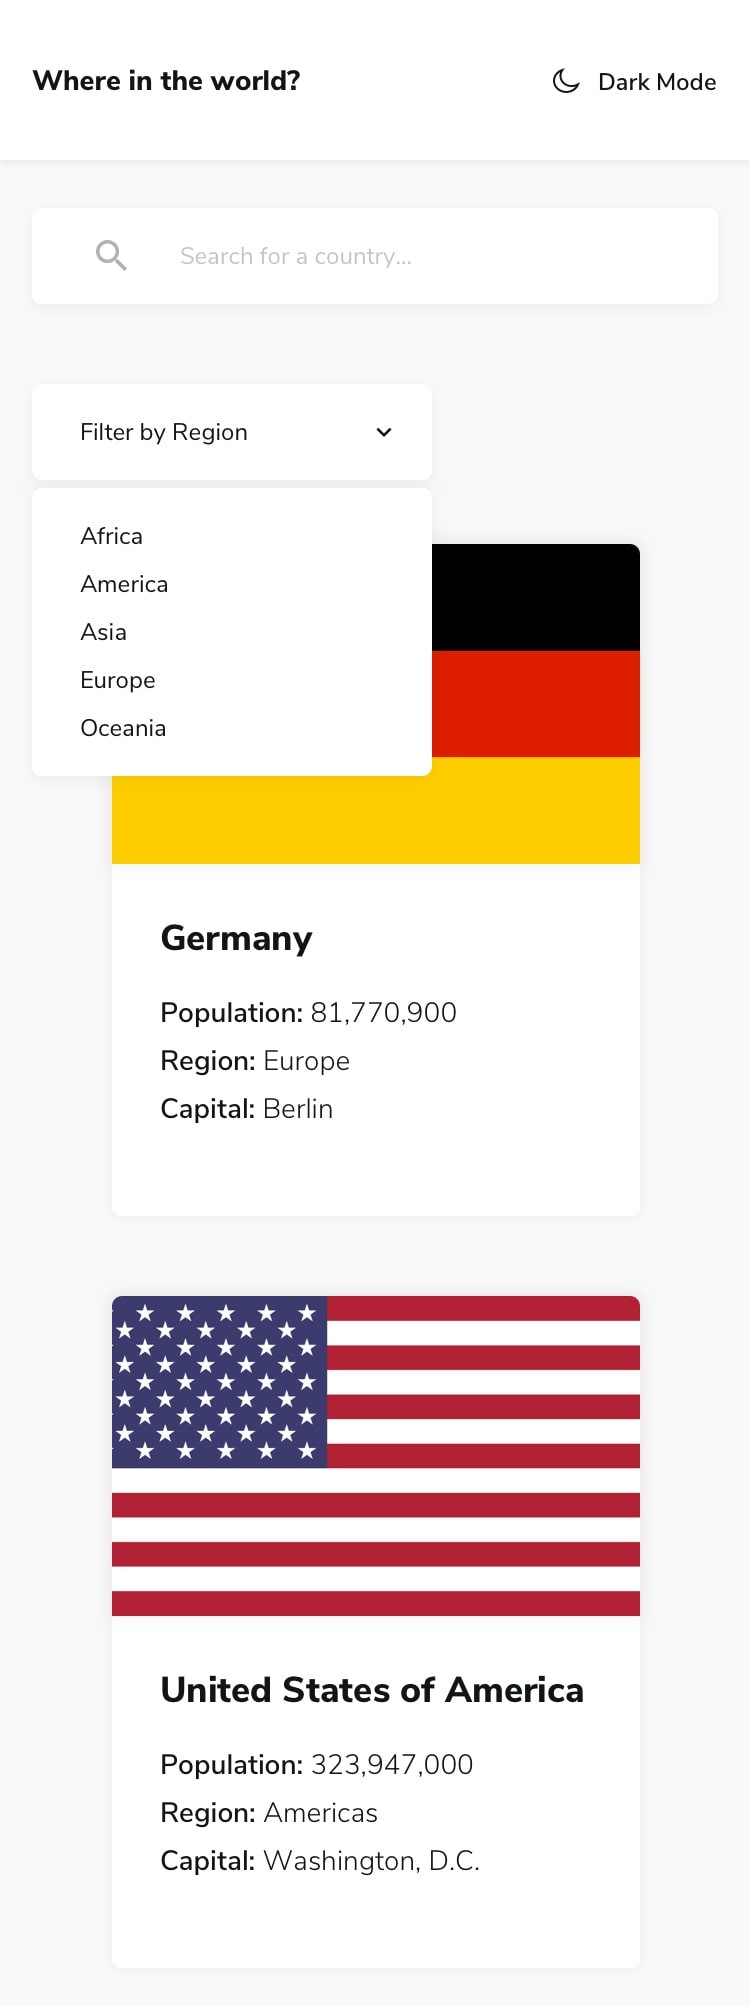 Where in the world?
Dark Mode
Search for a country...
Filter by Region
Africa
America
Asia
Europe
Oceania
Germany
Population: 81,770,900
Region: Europe
Capital: Berlin
United States of America
Population: 323,947,000
Region: Americas
Capital: Washington, D.C.